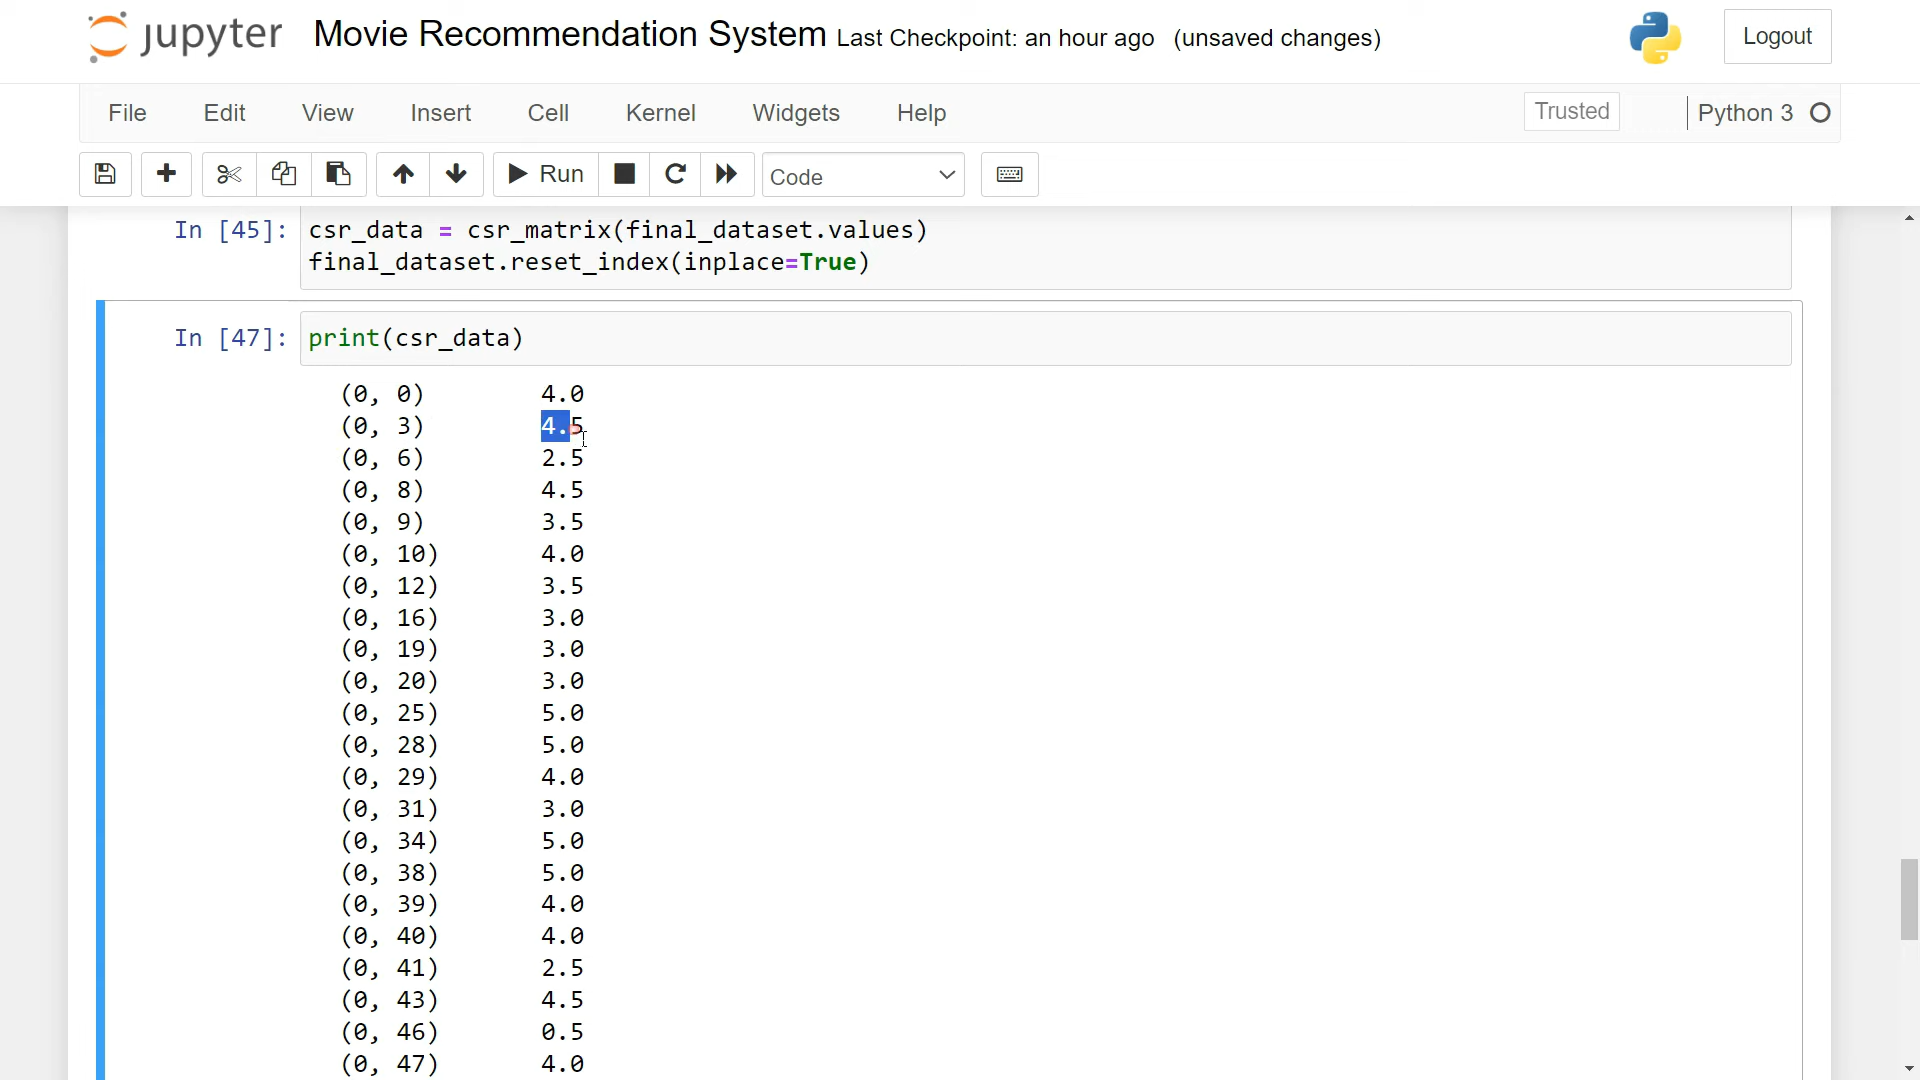 jupyter Movie Recommendation System Last Checkpoint: an hour ago (unsaved changes) Logout
File Edit View Insert Cell Kernel Widgets Help Trusted Python 3
Run Code
In [45]: csr_data = csr_matrix(final_dataset.values)
final_dataset.reset_index(inplace=True)
In [47]: print(csr_data)
(0, 0) 4.0
(0, 3) 4.5
(0, 6) 2.5
(0, 8) 4.5
(0, 9) 3.5
(0, 10) 4.0
(0, 12) 3.5
(0, 16) 3.0
(0, 19) 3.0
(0, 20) 3.0
(0, 25) 5.0
(0, 28) 5.0
(0, 29) 4.0
(0, 31) 3.0
(0, 34) 5.0
(0, 38) 5.0
(0, 39) 4.0
(0, 40) 4.0
(0, 41) 2.5
(0, 43) 4.5
(0, 46) 0.5
(0, 47) 4.0